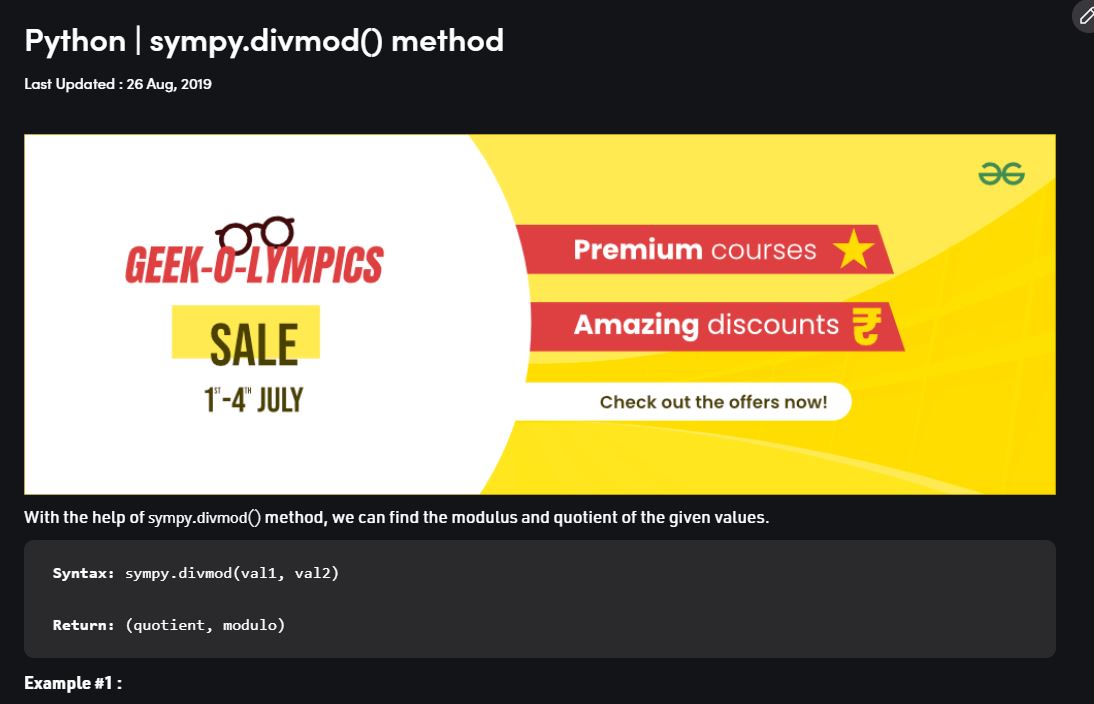 Python | sympy.divmod() method
Last Updated : 26 Aug, 2019
GEEK-O-LYMPICS
SALE
1ST-4TH JULY
Premium courses
Amazing discounts ₹
Check out the offers now!
With the help of sympy.divmod() method, we can find the modulus and quotient of the given values.
Syntax: sympy.divmod(val1, val2)
Return: (quotient, modulo)
Example #1 :